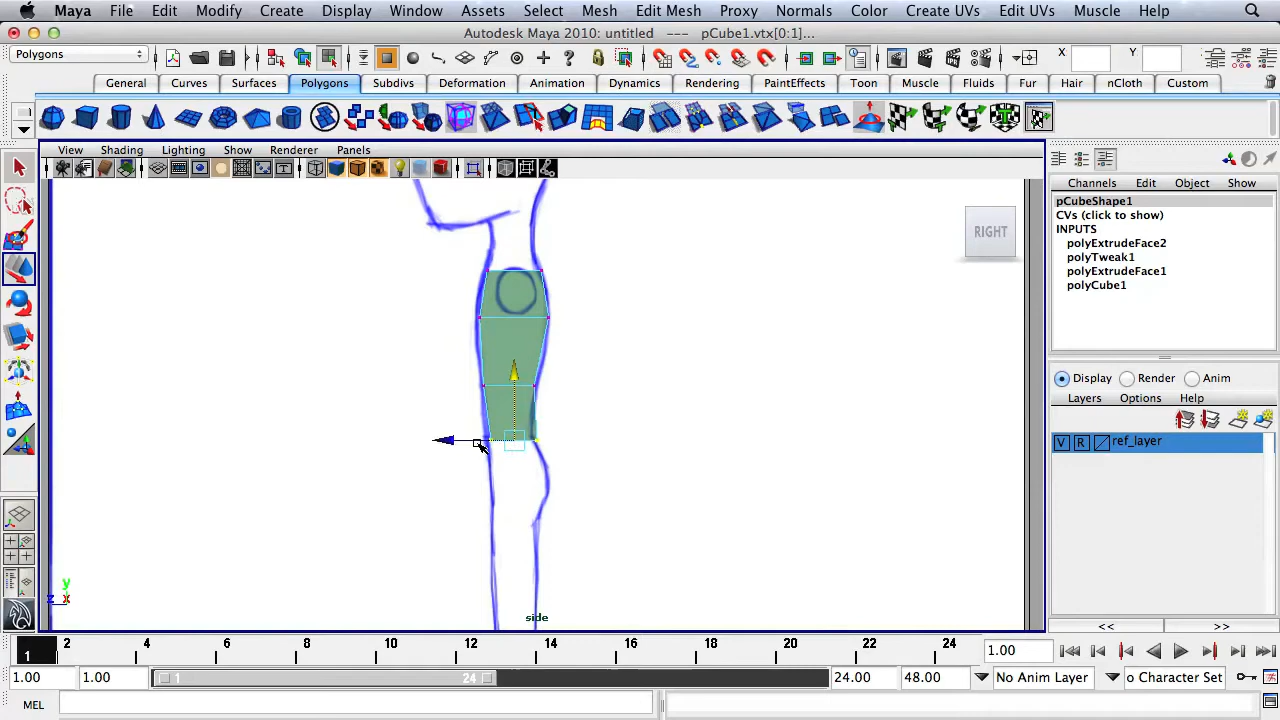 Maya File Edit Modify Create Display Window Assets Select Mesh Edit Mesh Proxy Normals Color Create UVs Edit UVs Muscle Help
Autodesk Maya 2010: untitled --- pCube1.vtx[0:1]...
Polygons X Y
General Curves Surfaces Polygons Subdivs Deformation Animation Dynamics Rendering PaintEffects Toon Muscle Fluids Fur Hair nCloth Custom
View Shading Lighting Show Renderer Panels
Channels Edit Object Show
pCubeShape1
CVs (click to show)
INPUTS
polyExtrudeFace2
polyTweak1
polyExtrudeFace1
polyCube1
RIGHT
Display Render Anim
Layers Options Help
V R ref_layer
y
z x
side
<< >>
1 2 4 6 8 10 12 14 16 18 20 22 24 1.00
1.00 1.00 1 24 24.00 48.00 No Anim Layer o Character Set
MEL